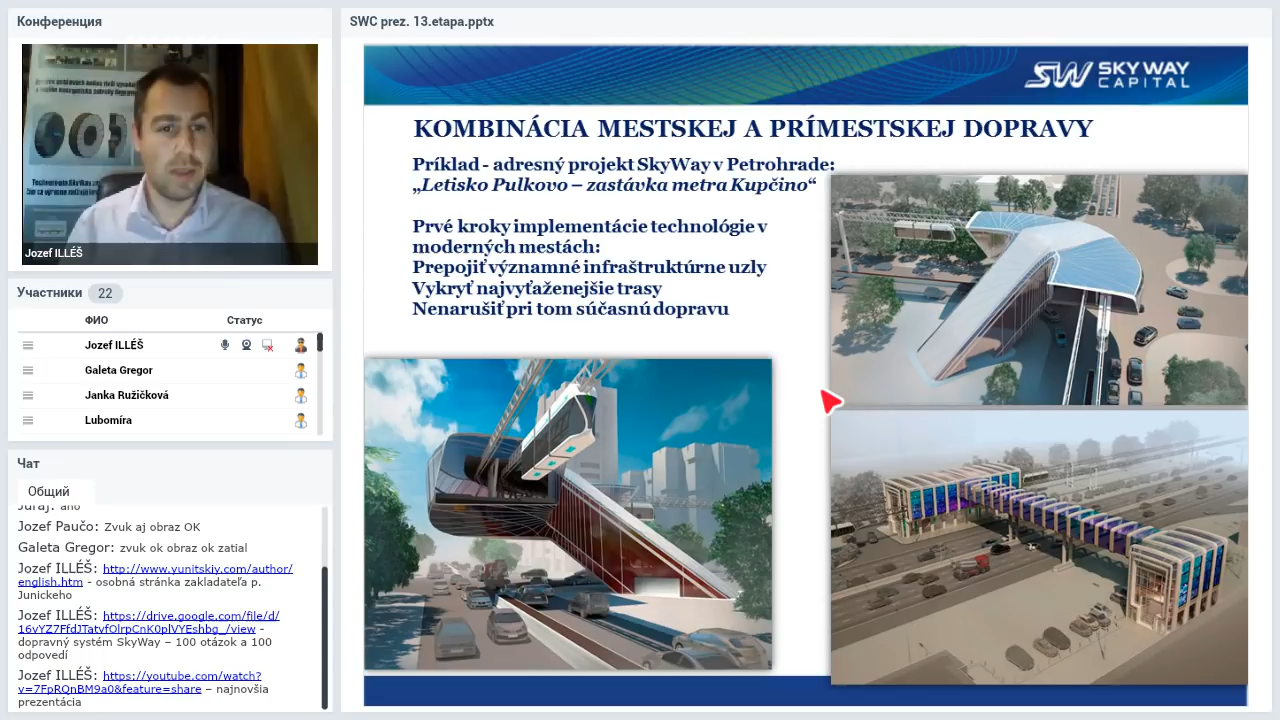 Конференция
Jozef ILLÉŠ
Участники 22
ФИО Статус
Jozef ILLÉŠ
Galeta Gregor
Janka Ružičková
Lubomíra
Чат
Общий
Juraj: ano
Jozef Paučo: Zvuk aj obraz OK
Galeta Gregor: zvuk ok obraz ok zatial
Jozef ILLÉŠ: http://www.yunitskiy.com/author/
english.htm - osobná stránka zakladateľa p.
Junickeho
Jozef ILLÉŠ: https://drive.google.com/file/d/
16vYZ7FfdJTatvfOlrpCnK0plVYEshbg_/view -
dopravný systém SkyWay – 100 otázok a 100
odpovedí
Jozef ILLÉŠ: https://youtube.com/watch?
v=7FpRQnBM9a0&feature=share – najnovšia
prezentácia
SWC prez. 13.etapa.pptx
SW SKY WAY
CAPITAL
KOMBINÁCIA MESTSKEJ A PRÍMESTSKEJ DOPRAVY
Príklad - adresný projekt SkyWay v Petrohrade:
„Letisko Pulkovo – zastávka metra Kupčino“
Prvé kroky implementácie technológie v
moderných mestách:
Prepojiť významné infraštruktúrne uzly
Vykryť najvyťaženejšie trasy
Nenarušiť pri tom súčasnú dopravu